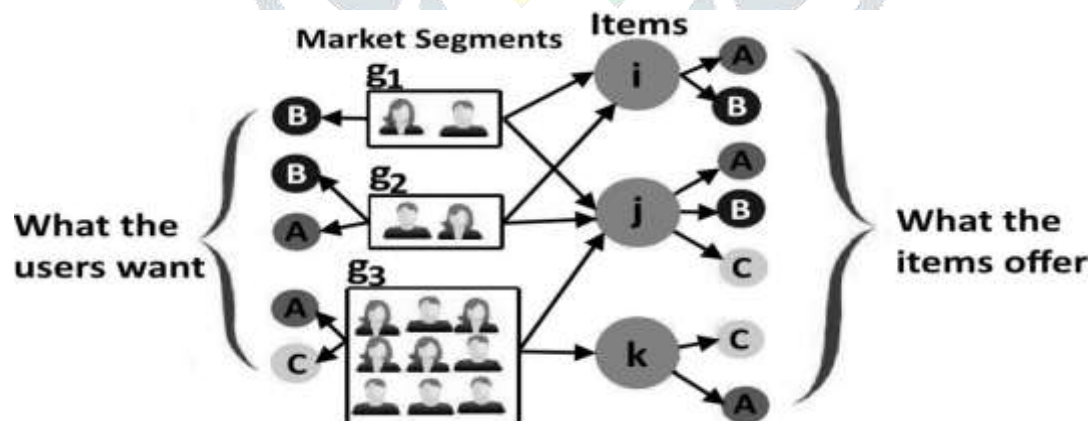 Market Segments
Items
g1
i
A
B
B
g2
B
A
j
A
B
C
What the
users want
What the
items offer
g3
A
C
k
C
A